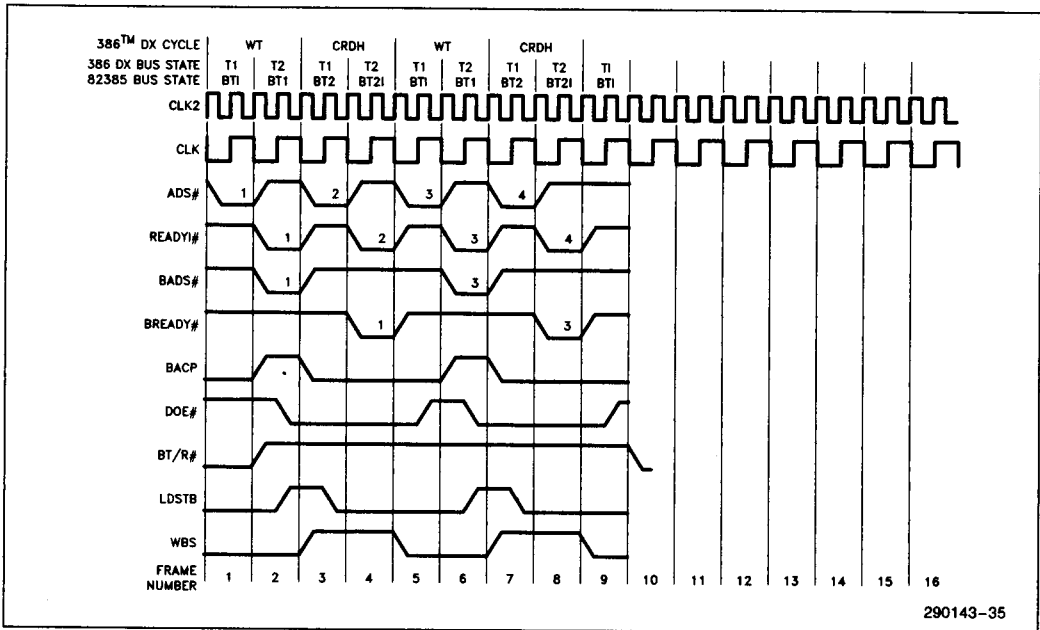 386™ DX CYCLE WT CRDH WT CRDH
386 DX BUS STATE T1 T2 T1 T2 T1 T2 T1 T2 TI
82385 BUS STATE BTI BT1 BT2 BT2I BTI BT1 BT2 BT2I BTI
CLK2
CLK
ADS# 1 2 3 4
READYI# 1 2 3 4
BADS# 1 3
BREADY# 1 3
BACP
DOE#
BT/R#
LDSTB
WBS
FRAME
NUMBER 1 2 3 4 5 6 7 8 9 10 11 12 13 14 15 16
290143-35